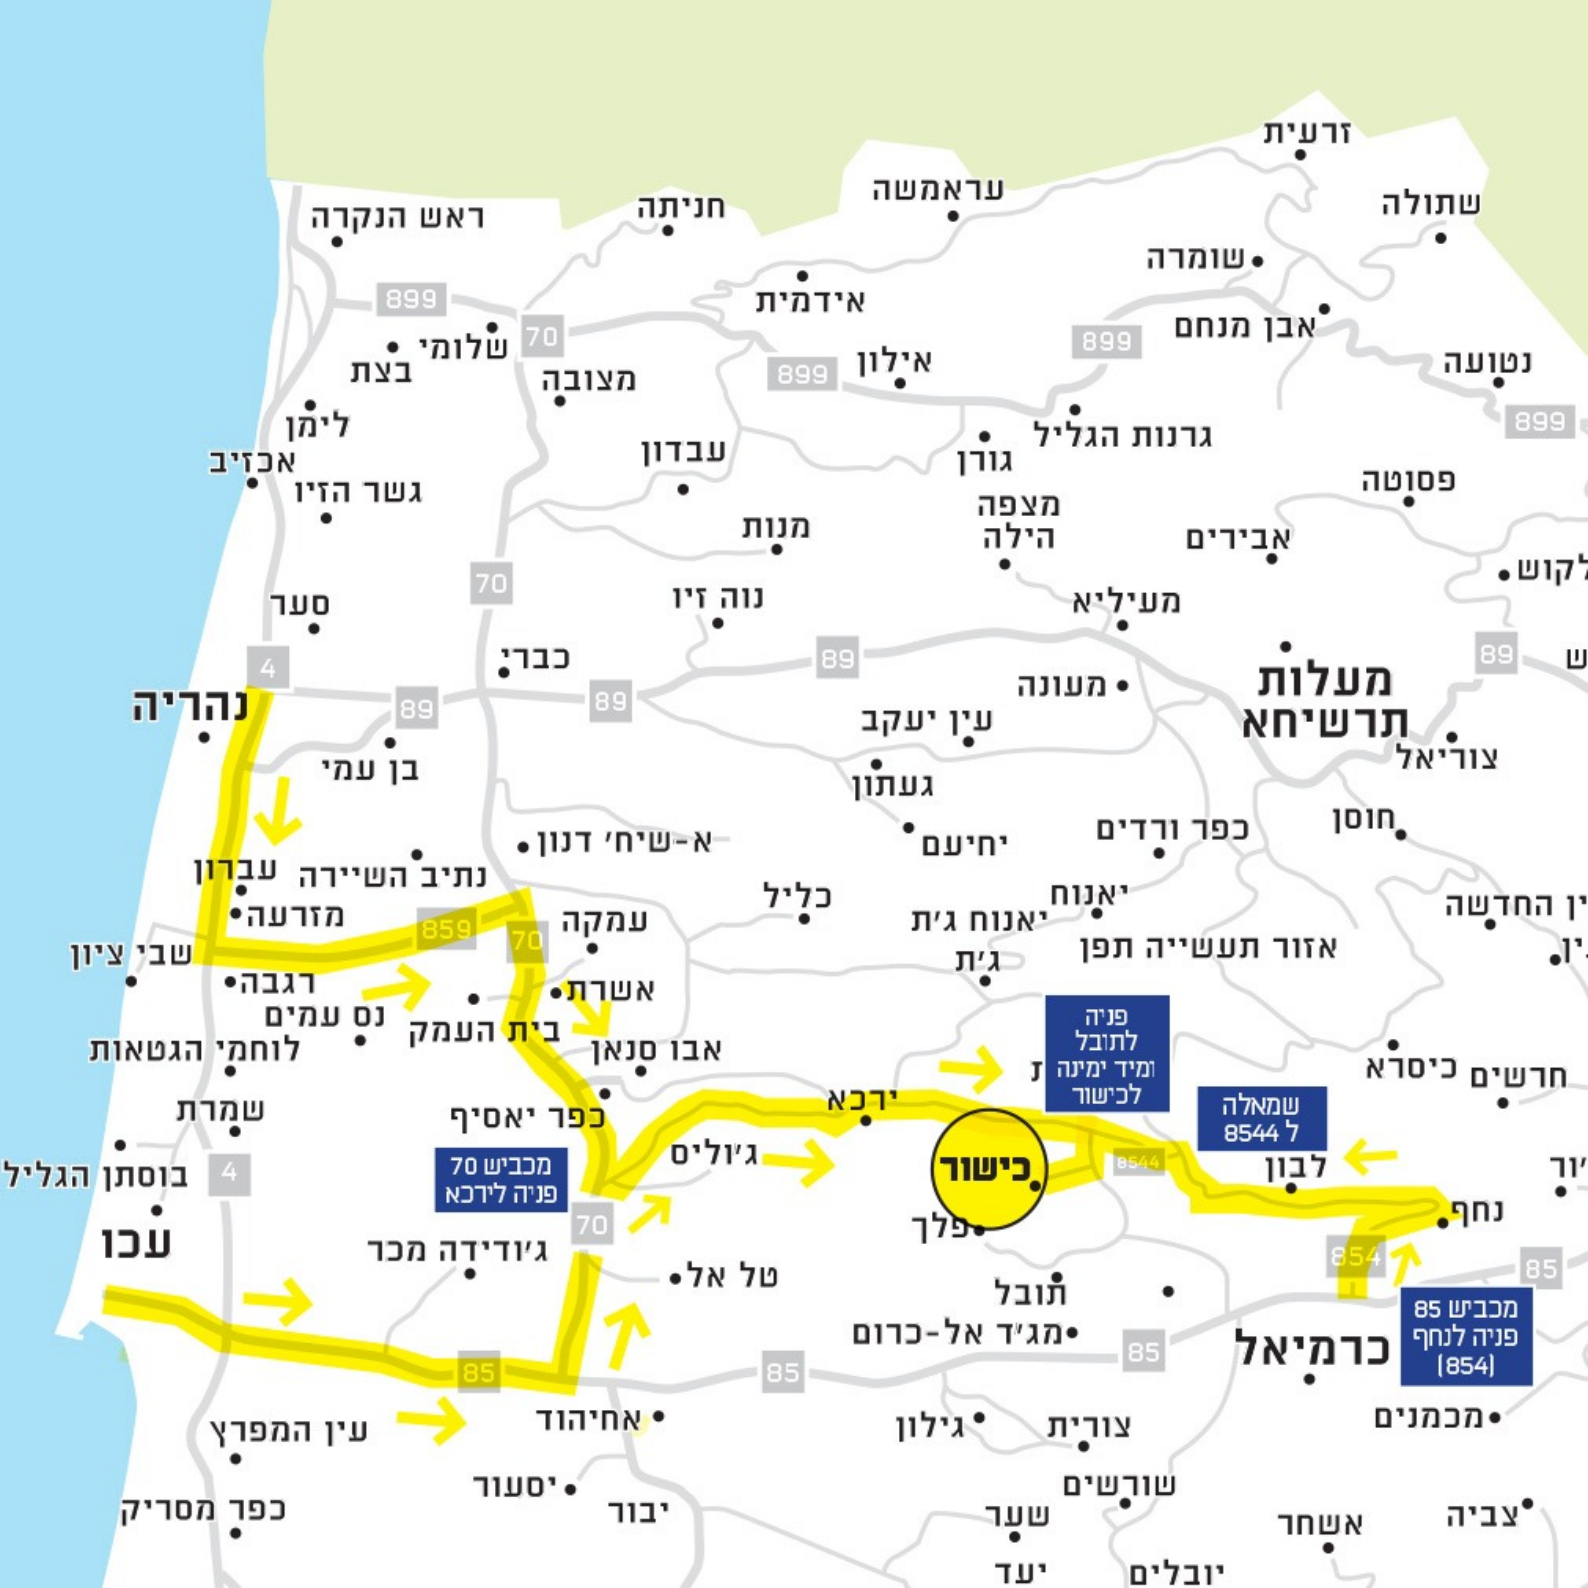 זרעית
שתולה
עראמשה
חניתה
ראש הנקרה
שומרה
אידמית
899
אבן מנחם
70
899
שלומי
בצת
899
אילון
נטועה
מצובה
899
לימן
גרנות הגליל
עבדון
גורן
אכזיב
גשר הזיו
פסוטה
מצפה
הילה
מנות
אבירים
לקוש
70
נוה זיו
סער
מעיליא
4
כברי
89
89
ש
מעלות
תרשיחא
מעונה
89
89
נהריה
עין יעקב
צוריאל
בן עמי
געתון
חוסן
כפר ורדים
א-שיח' דנון
יחיעם
עברון
נתיב השיירה
כליל
יאנוח
ין החדשה
מזרעה
עמקה
יאנוח ג'ת
859
70
אזור תעשייה תפן
ין
שבי ציון
ג'ת
רגבה
אשרת
נס עמים
בית העמק
לוחמי הגטאות
אבו סנאן
פניה
לתובל
ומיד ימינה
לכישור
ת
כיסרא
חרשים
שמרת
כפר יאסיף
ירכא
שמאלה
ל 8544
ג'וליס
8544
לבון
בוסתן הגליל
4
מכביש 70
פניה לירכא
כישור
'ור
נחף
עכו
70
פלך
ג'ודידה מכר
854
85
טל אל
תובל
מכביש 85
פניה לנחף
(854)
מג'ד אל-כרום
כרמיאל
85
85
85
אחיהוד
גילון
צורית
מכמנים
עין המפרץ
יסעור
שורשים
יבור
שער
כפר מסריק
אשחר
צביה
יעד
יובלים